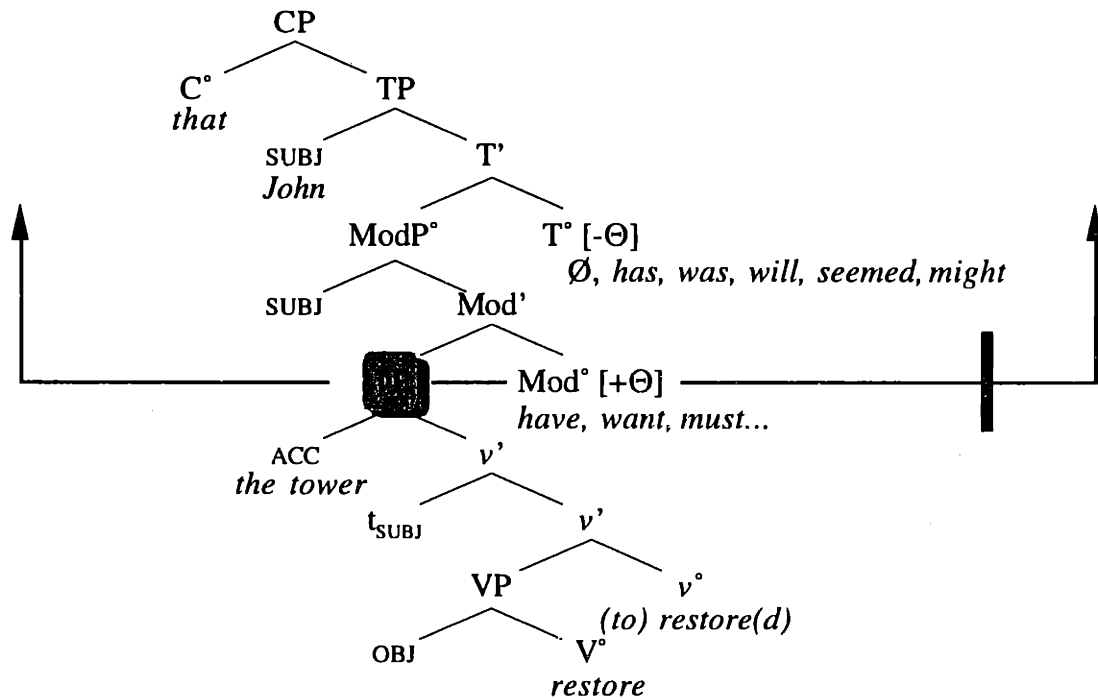 CP
C° TP
that
SUBJ T'
John
ModP° T° [-Θ]
Ø, has, was, will, seemed, might
SUBJ Mod'
Mod° [+Θ]
have, want, must...
ACC v'
the tower
tSUBJ v'
VP v°
(to) restore(d)
OBJ V°
restore